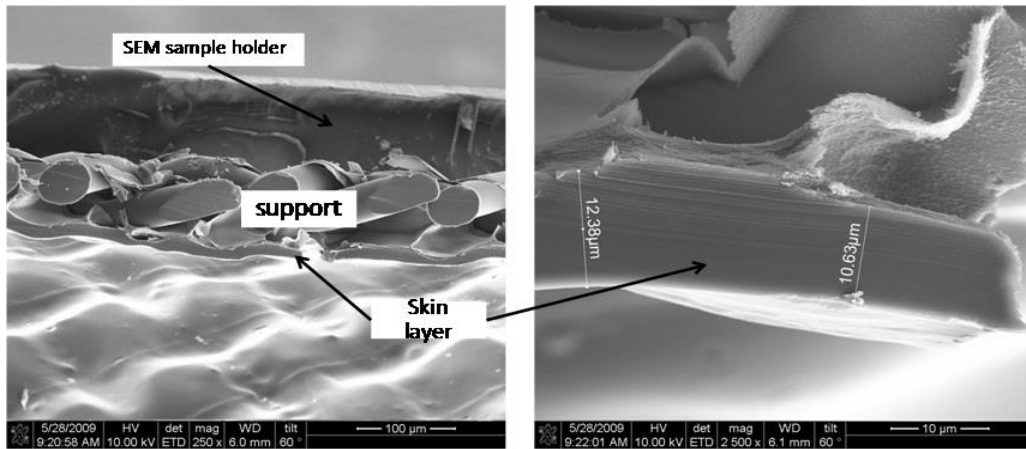 SEM sample holder
support
Skin
layer
12.38µm
10.63µm
5/28/2009 HV det mag WD tilt
9:20:58 AM 10.00 kV ETD 250 x 6.0 mm 60° 100 µm
5/28/2009 HV det mag WD tilt
9:22:01 AM 10.00 kV ETD 2 500 x 6.1 mm 60° 10 µm